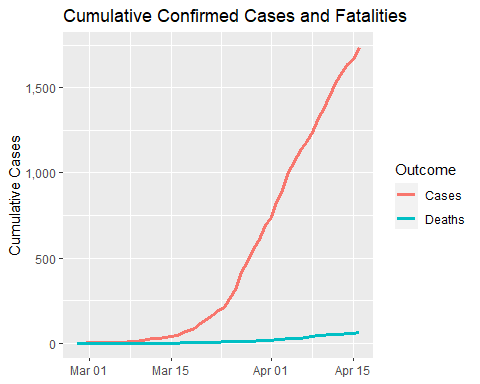 Cumulative Confirmed Cases and Fatalities
Cumulative Cases
1,500
1,000
500
0
Mar 01
Mar 15
Apr 01
Apr 15
Outcome
Cases
Deaths